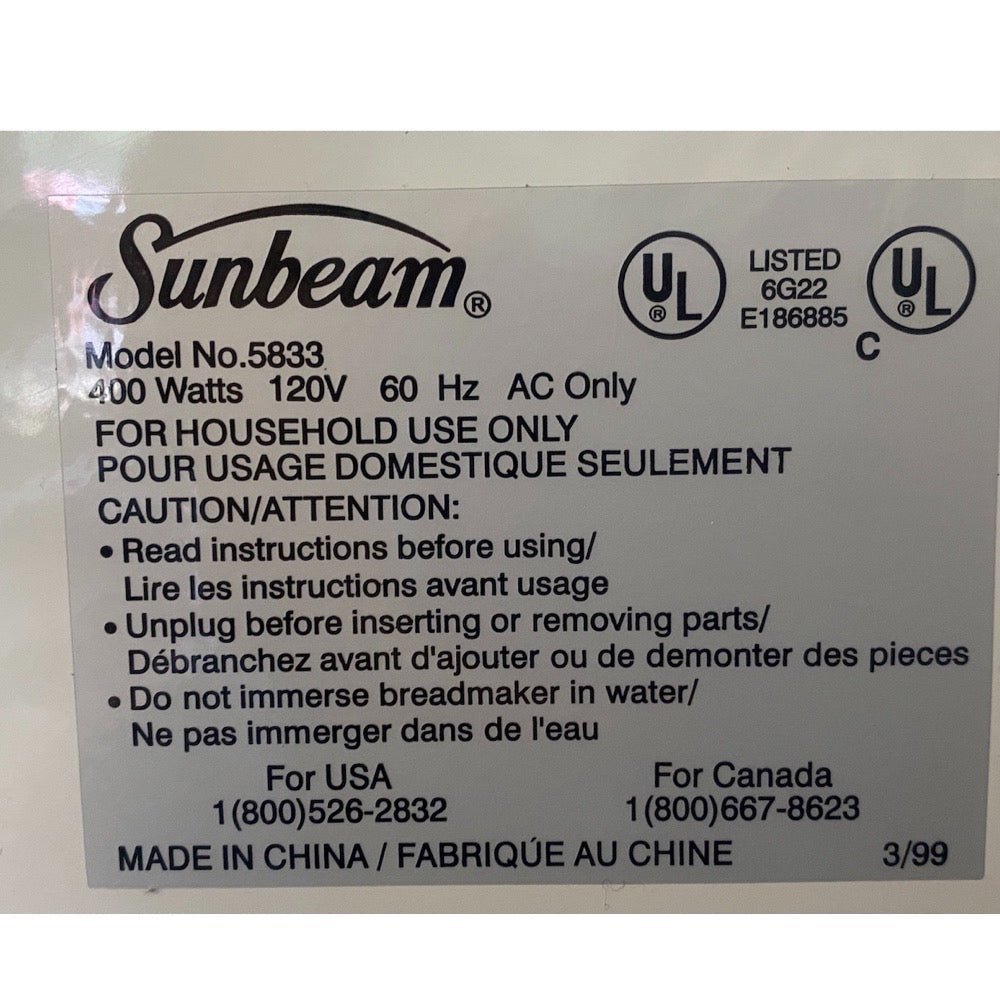 Sunbeam®
UL® LISTED 6G22 E186885 C UL®
Model No.5833
400 Watts 120V 60 Hz AC Only
FOR HOUSEHOLD USE ONLY
POUR USAGE DOMESTIQUE SEULEMENT
CAUTION/ATTENTION:
• Read instructions before using/
Lire les instructions avant usage
• Unplug before inserting or removing parts/
Débranchez avant d'ajouter ou de demonter des pieces
• Do not immerse breadmaker in water/
Ne pas immerger dans de l'eau
For USA For Canada
1(800)526-2832 1(800)667-8623
MADE IN CHINA / FABRIQÚE AU CHINE 3/99